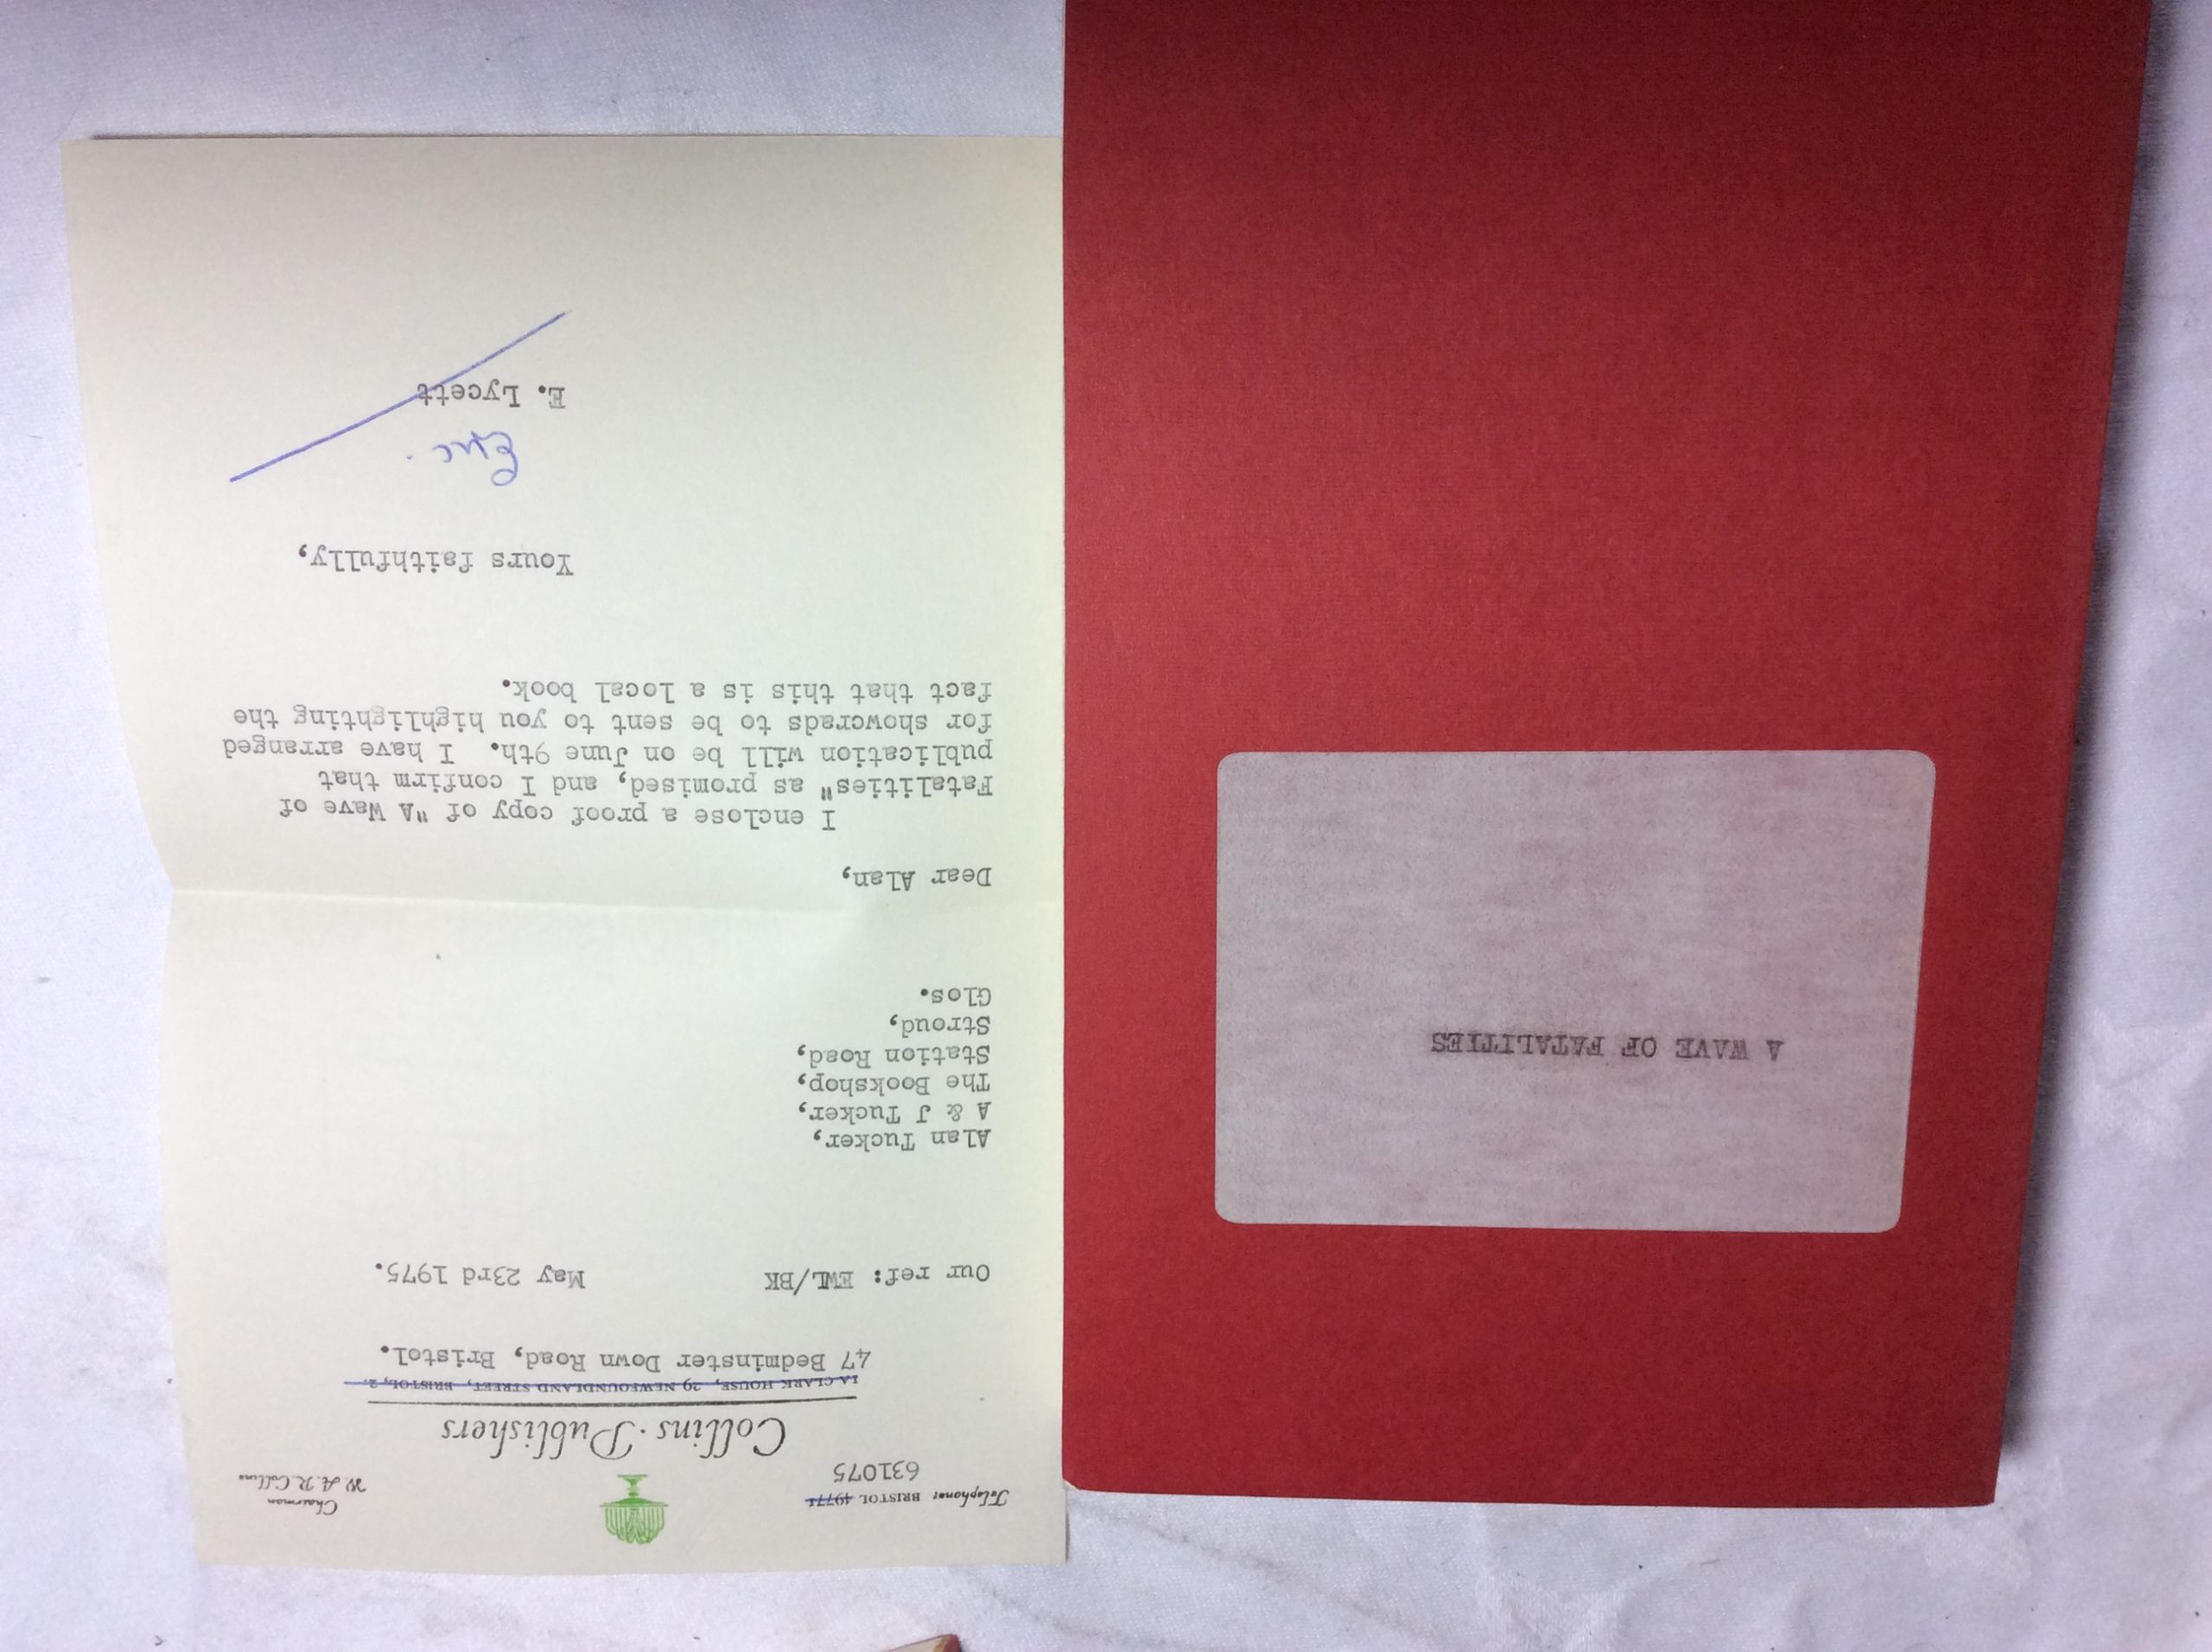 A WAVE OF FATALITIES
Telephone: BRISTOL 49771
631075
Chairman
W. A. R. Collins
Collins · Publishers
LA CLARK HOUSE, 29 NEWFOUNDLAND STREET, BRISTOL, 2.
47 Bedminster Down Road, Bristol.
Our ref: EWL/BK May 23rd 1975.
Alan Tucker,
A & J Tucker,
The Bookshop,
Station Road,
Stroud,
Glos.
Dear Alan,
I enclose a proof copy of "A Wave of
Fatalities" as promised, and I confirm that
publication will be on June 9th. I have arranged
for showcrads to be sent to you highlighting the
fact that this is a local book.
Yours faithfully,
Eric.
E. Lycett